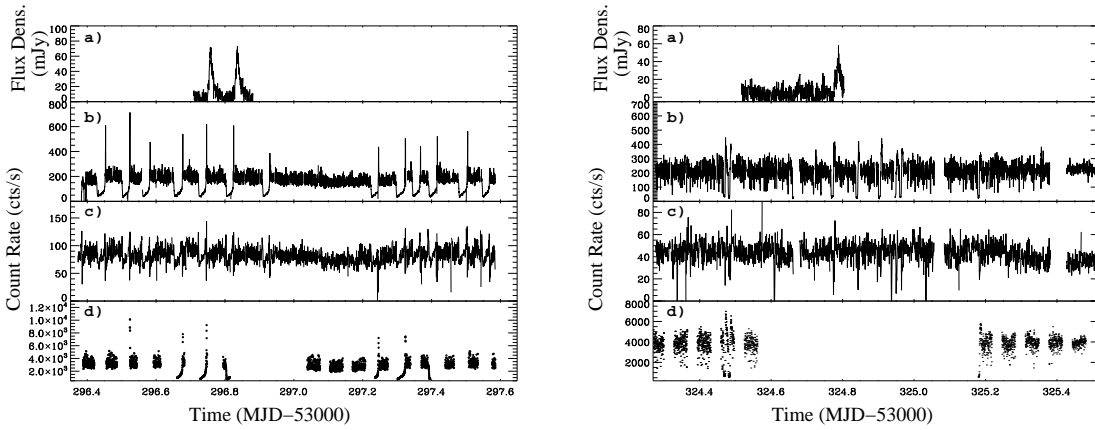 Flux Dens.
(mJy)
100
80
60
40
20
0
a)
800
600
400
200
0
b)
Count Rate (cts/s)
150
100
50
0
c)
1.2×10⁴
1.0×10⁴
8.0×10³
6.0×10³
4.0×10³
2.0×10³
d)
296.4 296.6 296.8 297.0 297.2 297.4 297.6
Time (MJD−53000)
Flux Dens.
(mJy)
80
60
40
20
0
a)
700
600
500
400
300
200
100
0
b)
Count Rate (cts/s)
80
60
40
20
0
c)
8000
6000
4000
2000
d)
324.4 324.6 324.8 325.0 325.2 325.4
Time (MJD−53000)